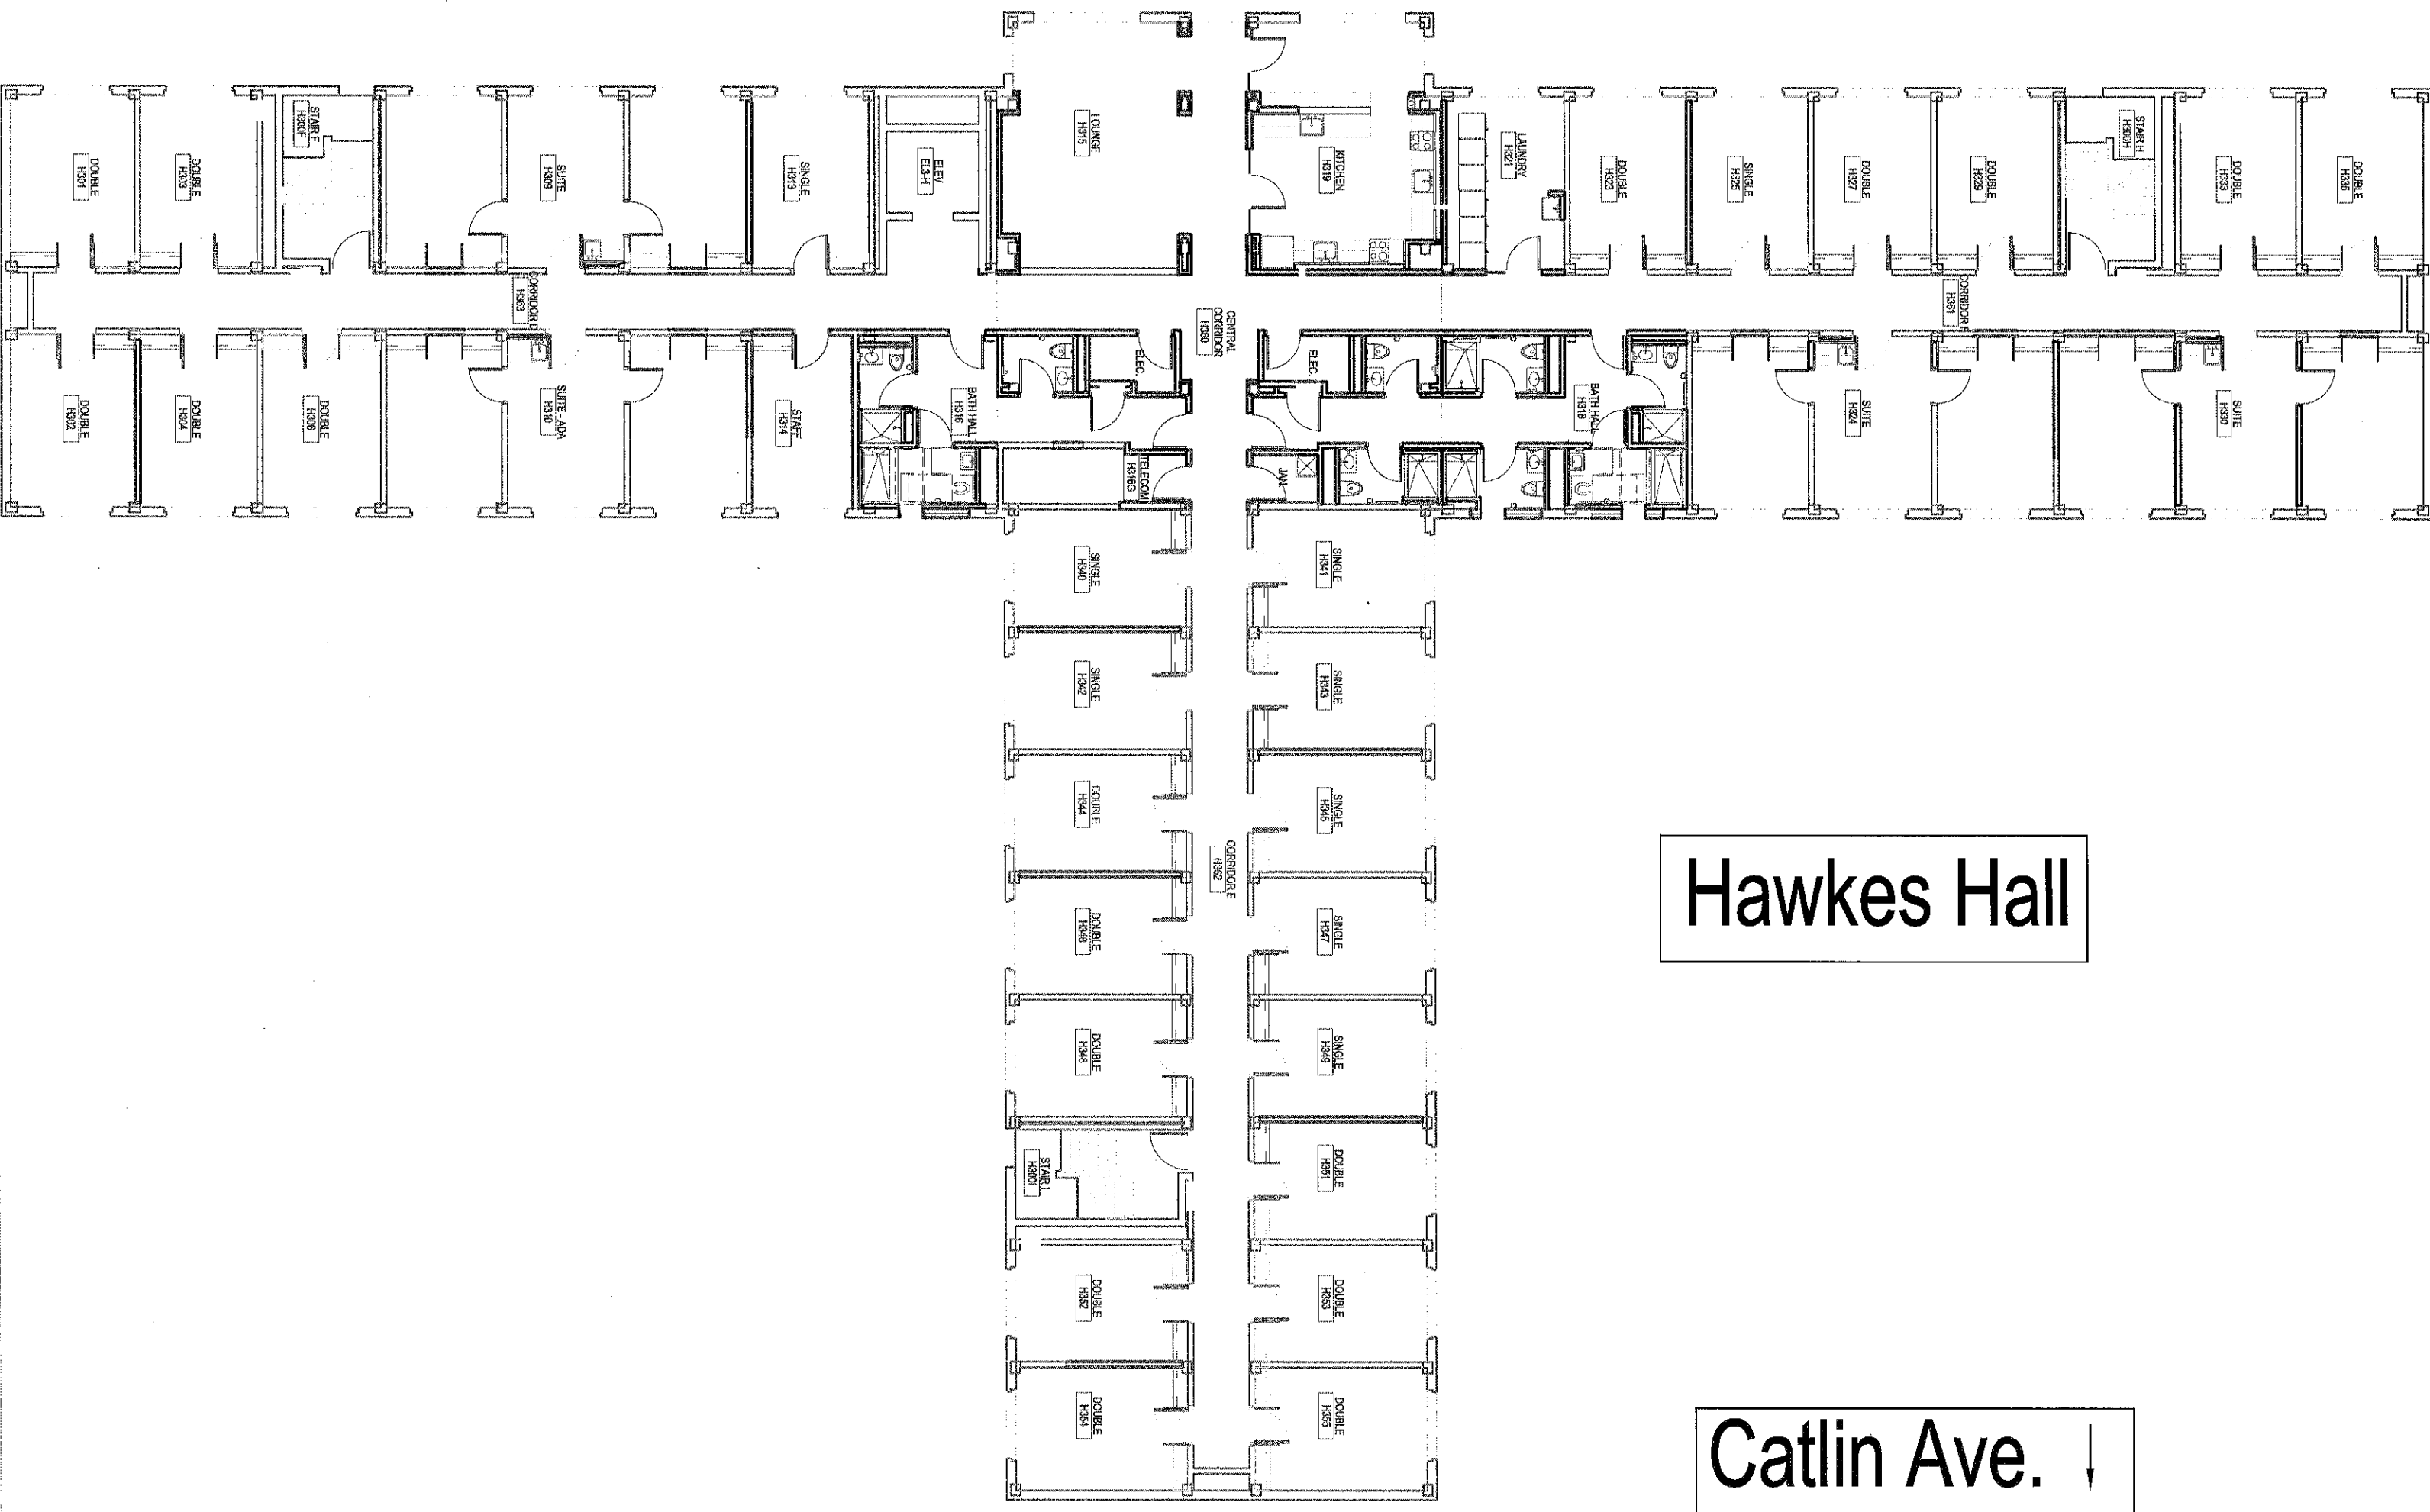 LOUNGE
H315
KITCHEN
H319
LAUNDRY
H321
STAIR F
H300F
STAIR H
H300H
DOUBLE
H301
DOUBLE
H303
SUITE
H309
SINGLE
H313
ELEV
EL3-H
DOUBLE
H323
SINGLE
H325
DOUBLE
H327
DOUBLE
H329
DOUBLE
H333
DOUBLE
H335
CORRIDOR D
H363
CENTRAL
CORRIDOR
H360
CORRIDOR F
H361
DOUBLE
H302
DOUBLE
H304
DOUBLE
H306
SUITE - ADA
H310
STAFF
H314
BATH HALL
H316
ELEC.
TELECOM
H316G
ELEC.
JAN.
BATH HALL
H318
SUITE
H324
SUITE
H330
SINGLE
H340
SINGLE
H341
SINGLE
H342
SINGLE
H343
DOUBLE
H344
SINGLE
H345
CORRIDOR E
H362
DOUBLE
H346
SINGLE
H347
DOUBLE
H348
SINGLE
H349
STAIR I
H300I
DOUBLE
H351
DOUBLE
H352
DOUBLE
H353
DOUBLE
H354
DOUBLE
H355
Hawkes Hall
Catlin Ave. ↓